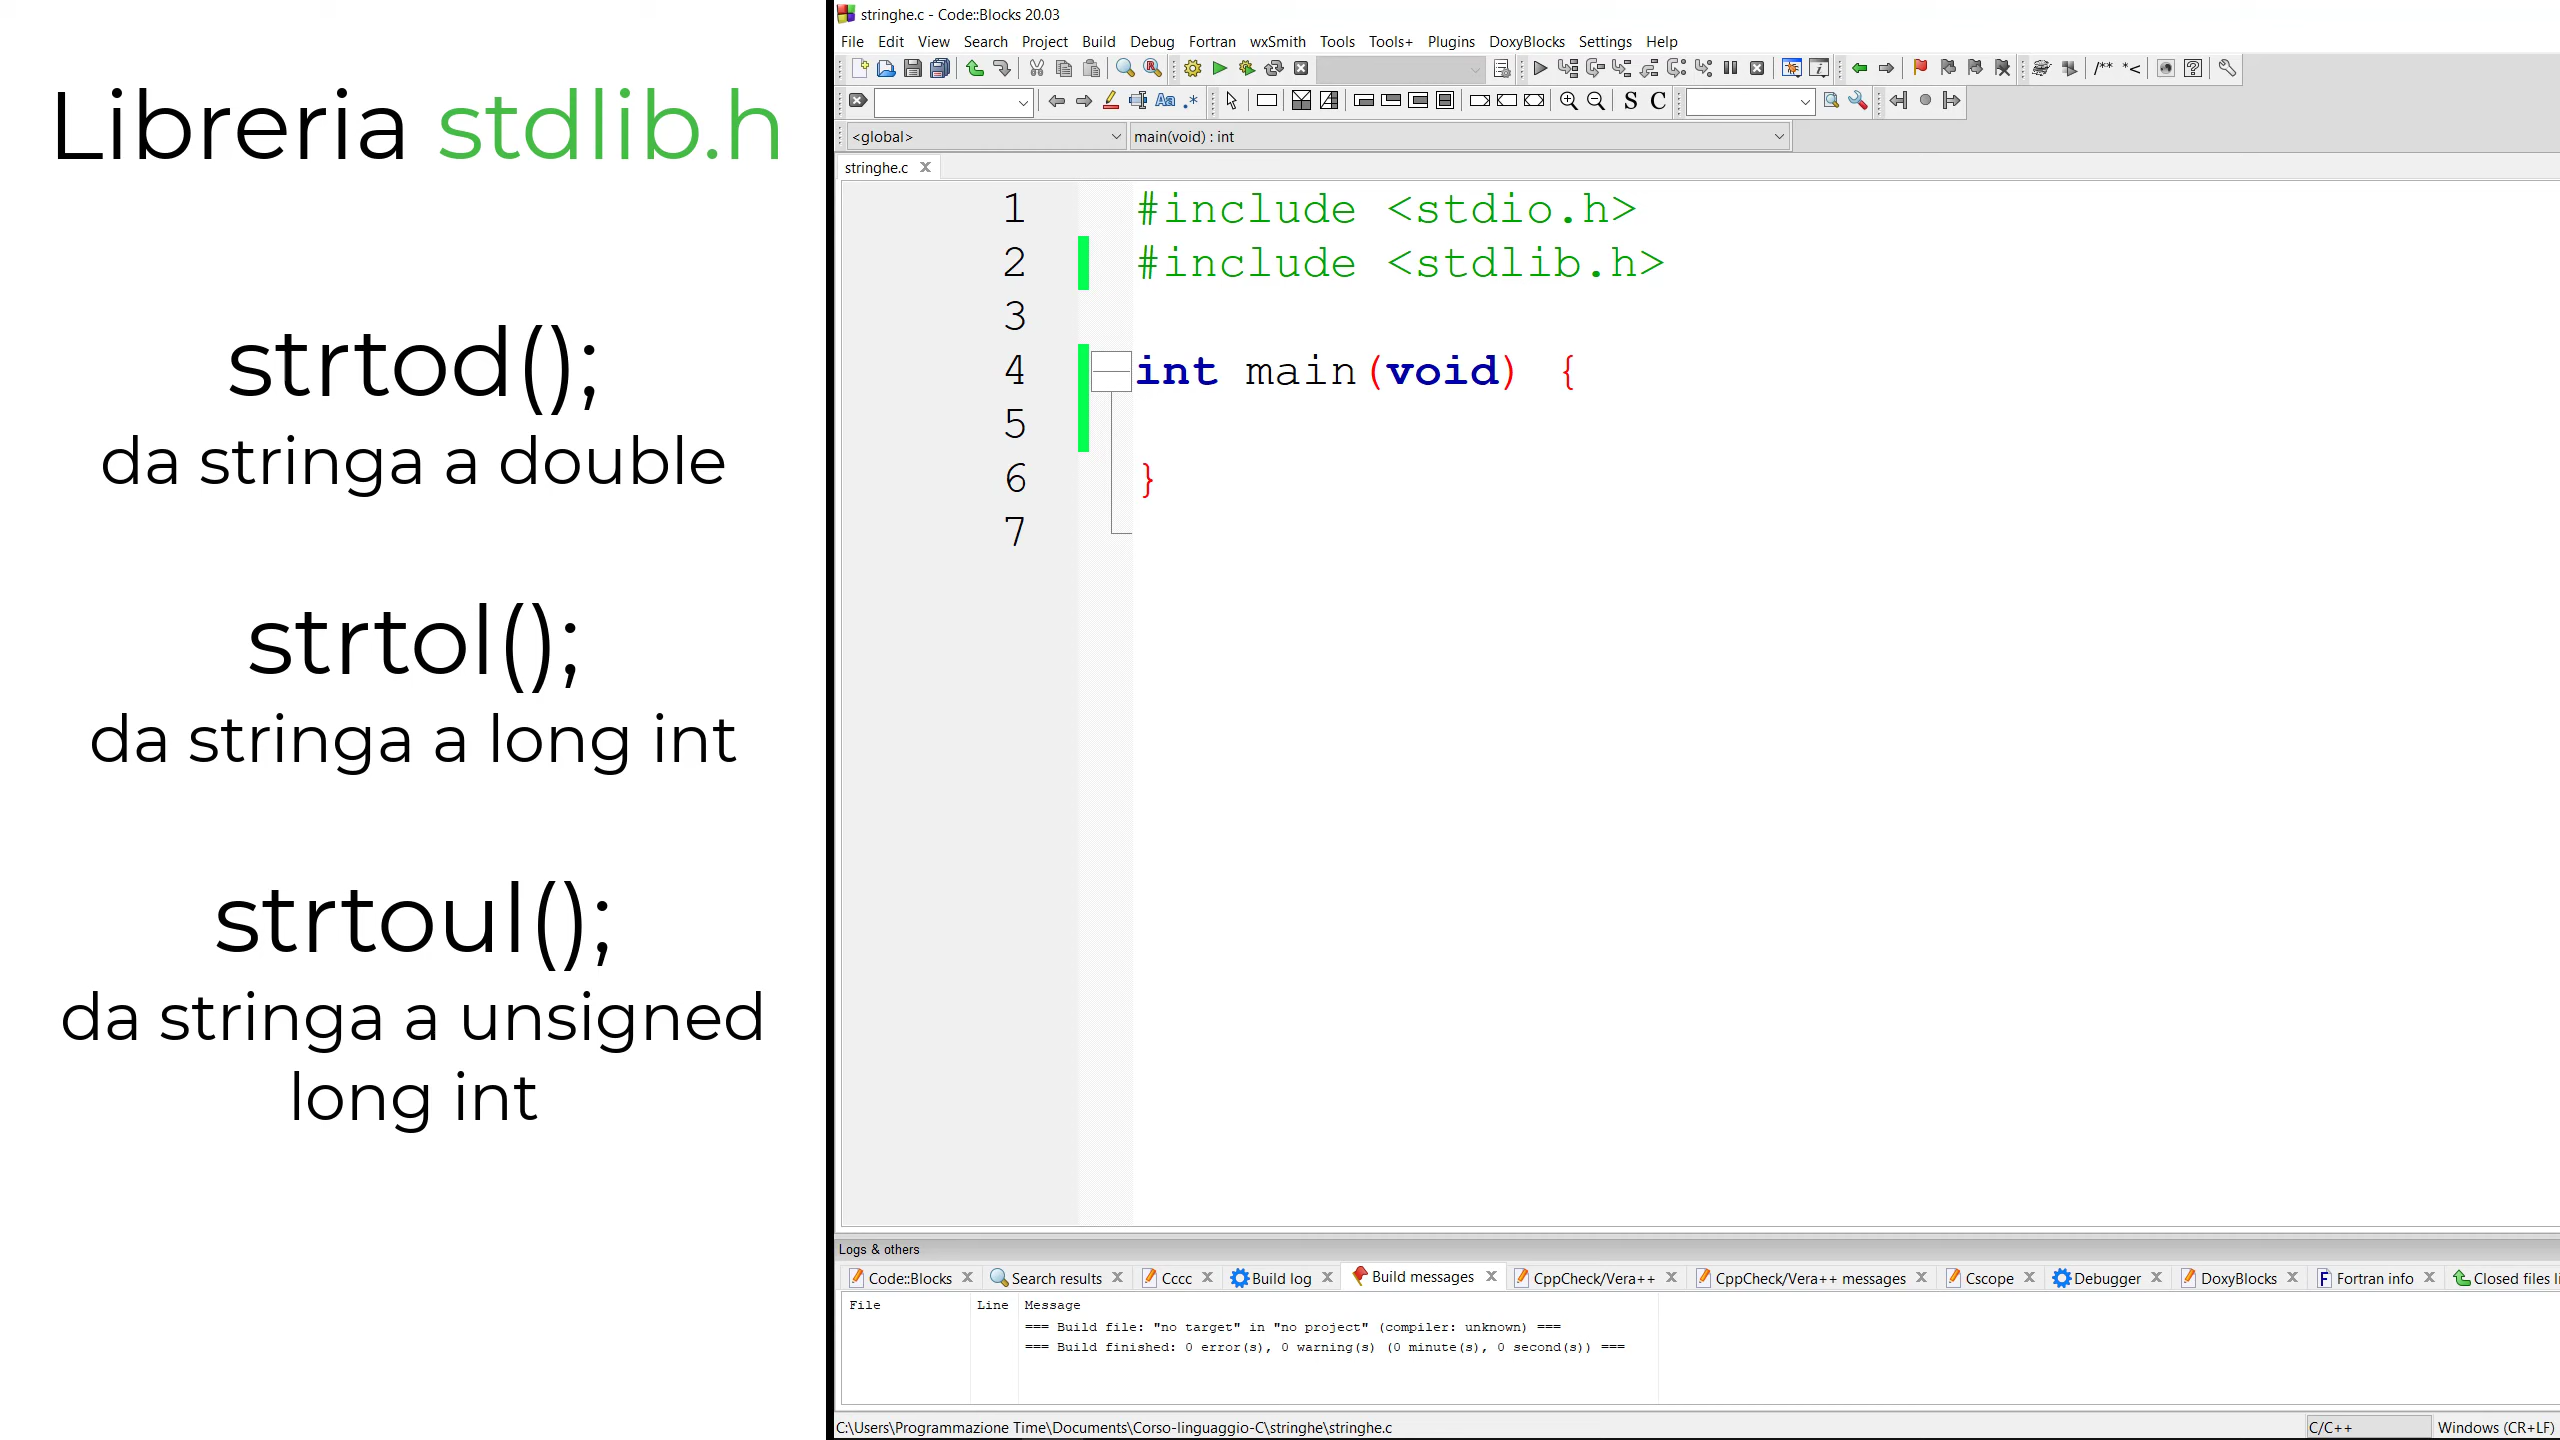 Libreria stdlib.h
strtod();
da stringa a double
strtol();
da stringa a long int
strtoul();
da stringa a unsigned
long int
stringhe.c - Code::Blocks 20.03
File Edit View Search Project Build Debug Fortran wxSmith Tools Tools+ Plugins DoxyBlocks Settings Help
/** *<
Aa .* S C
<global> main(void) : int
stringhe.c
1 #include <stdio.h>
2 #include <stdlib.h>
3
4 int main(void) {
5
6 }
7
Logs & others
Code::Blocks Search results Cccc Build log Build messages CppCheck/Vera++ CppCheck/Vera++ messages Cscope Debugger DoxyBlocks Fortran info Closed files li
File Line Message
=== Build file: "no target" in "no project" (compiler: unknown) ===
=== Build finished: 0 error(s), 0 warning(s) (0 minute(s), 0 second(s)) ===
C:\Users\Programmazione Time\Documents\Corso-linguaggio-C\stringhe\stringhe.c C/C++ Windows (CR+LF)